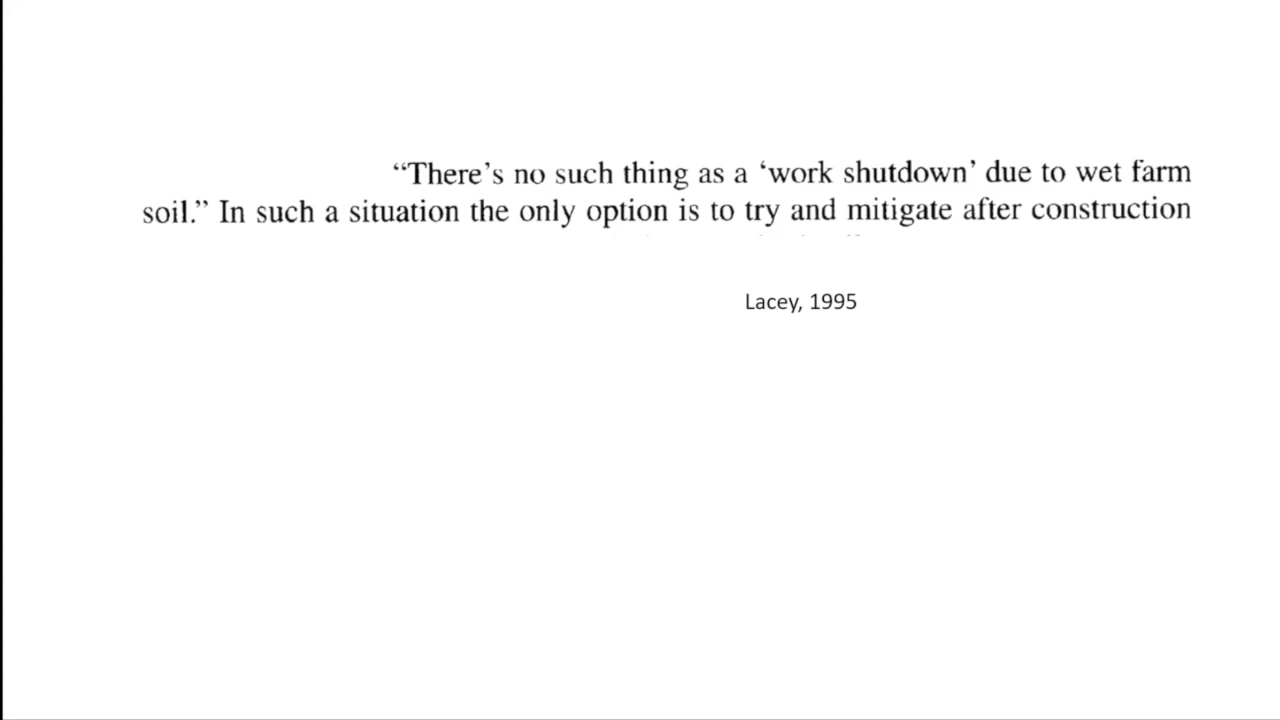 “There’s no such thing as a ‘work shutdown’ due to wet farm
soil.” In such a situation the only option is to try and mitigate after construction
Lacey, 1995